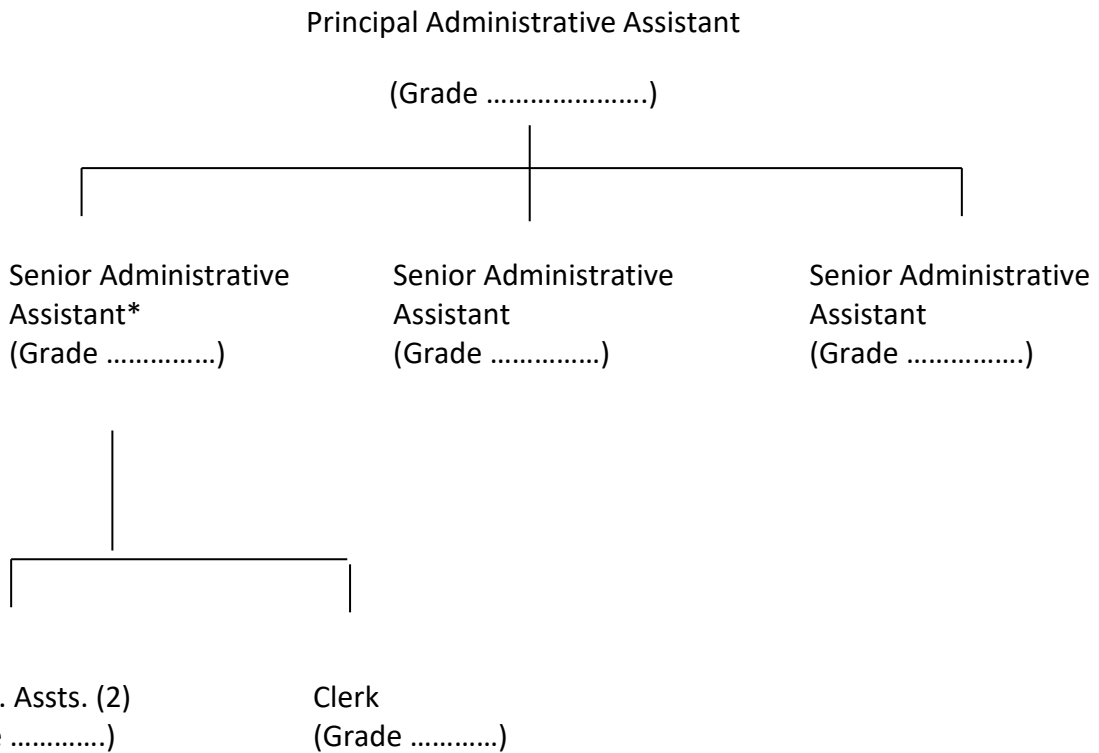 Principal Administrative Assistant
(Grade ………………….)
Senior Administrative
Assistant*
(Grade ……………)
Senior Administrative
Assistant
(Grade ……………)
Senior Administrative
Assistant
(Grade …………….)
. Assts. (2)
………….)
Clerk
(Grade …………)